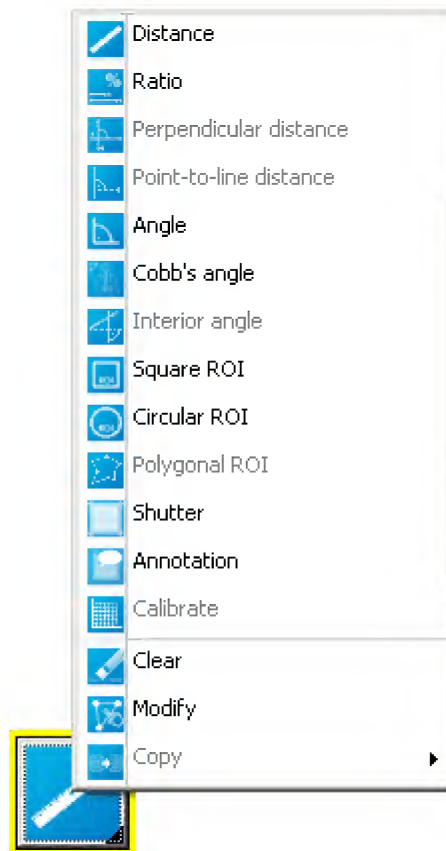 Distance
Ratio
Perpendicular distance
Point-to-line distance
Angle
Cobb's angle
Interior angle
Square ROI
Circular ROI
Polygonal ROI
Shutter
Annotation
Calibrate
Clear
Modify
Copy